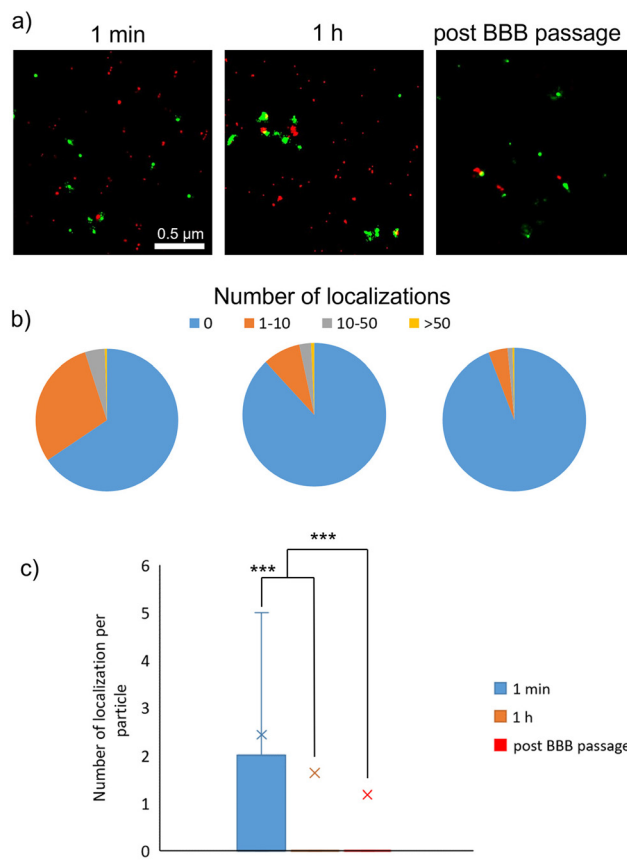 a)
1 min
1 h
post BBB passage
0.5 µm
Number of localizations
b)
0
1-10
10-50
>50
c)
***
***
6
5
4
3
2
1
0
Number of localization per
particle
1 min
1 h
post BBB passage